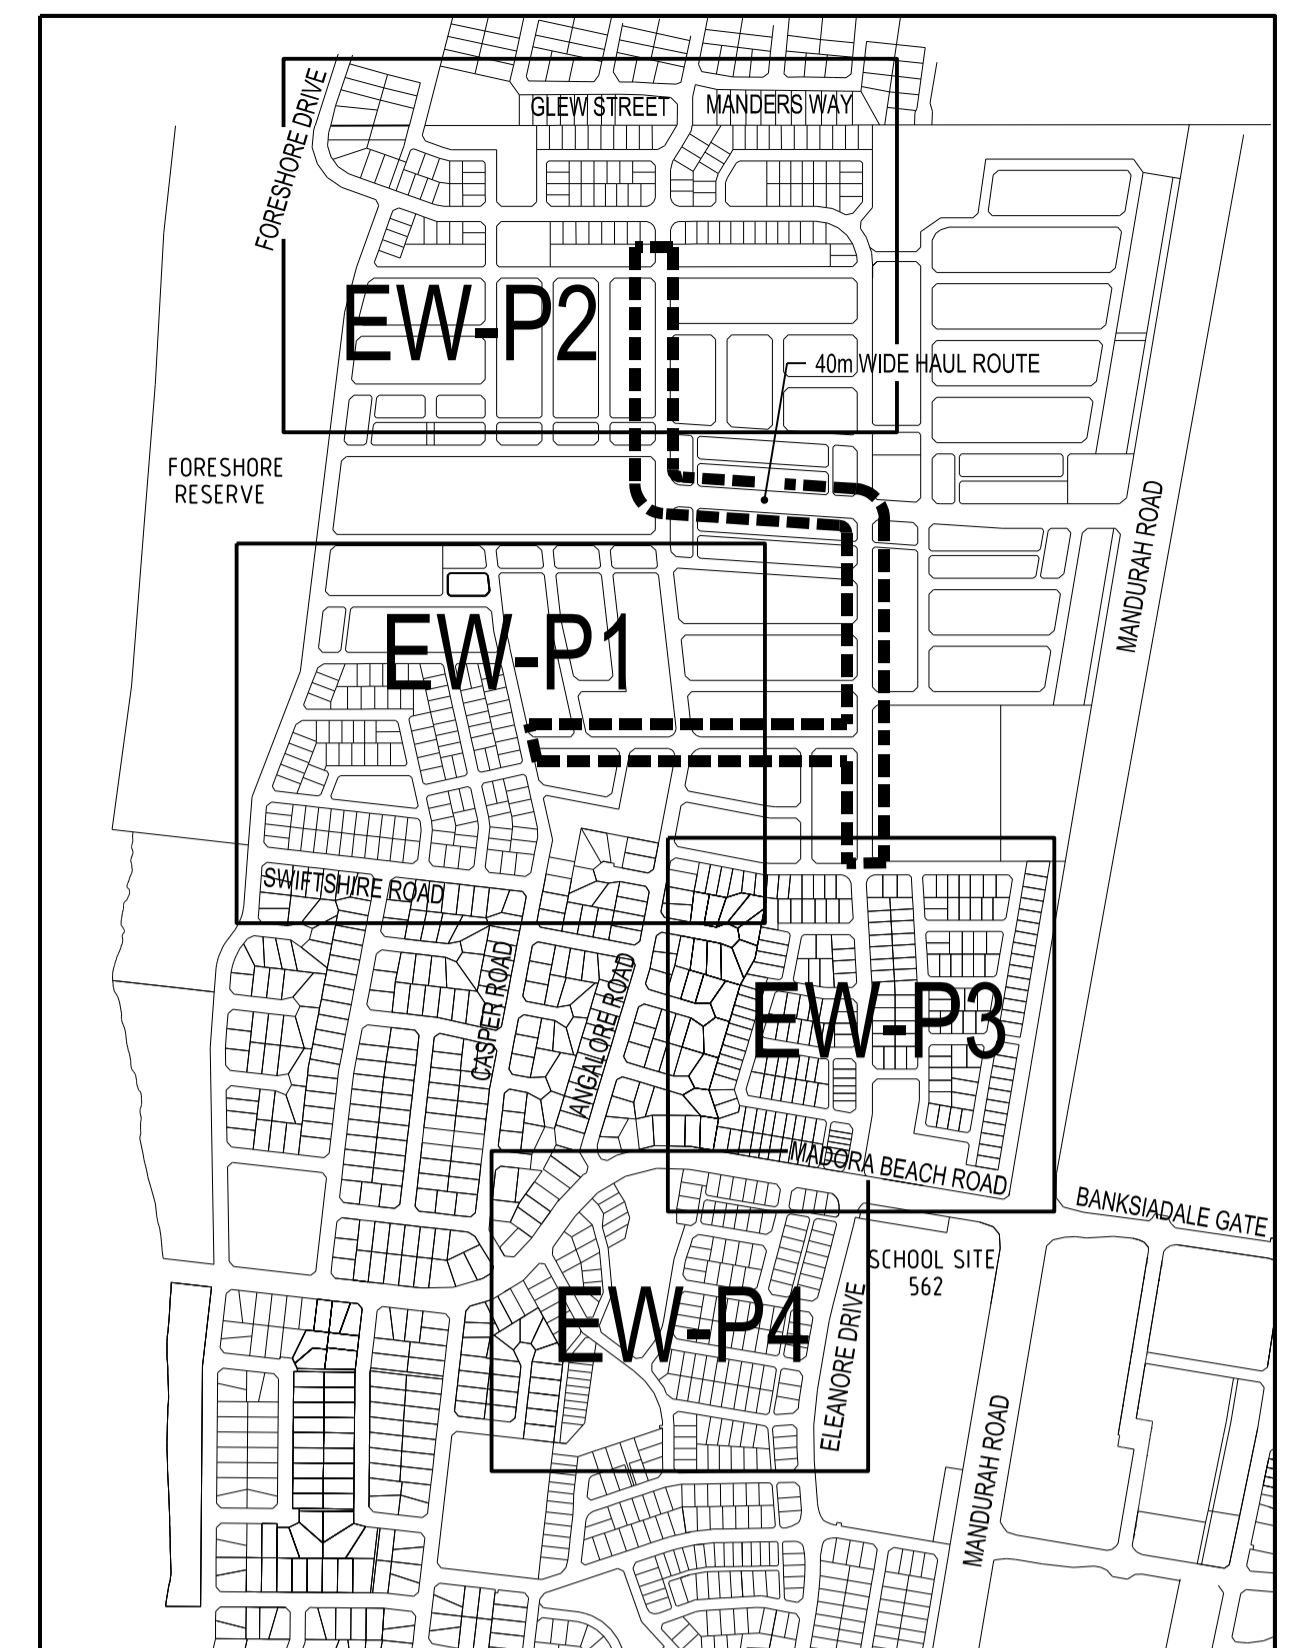 GLEW STREET
MANDERS WAY
FORESHORE DRIVE
EW-P2
40m WIDE HAUL ROUTE
FORESHORE
RESERVE
MANDURAH ROAD
EW-P1
SWIFTSHIRE ROAD
CASPER ROAD
ANGALORE ROAD
EW-P3
MADORA BEACH ROAD
BANKSIADALE GATE
SCHOOL SITE
562
EW-P4
ELEANORE DRIVE
MANDURAH ROAD